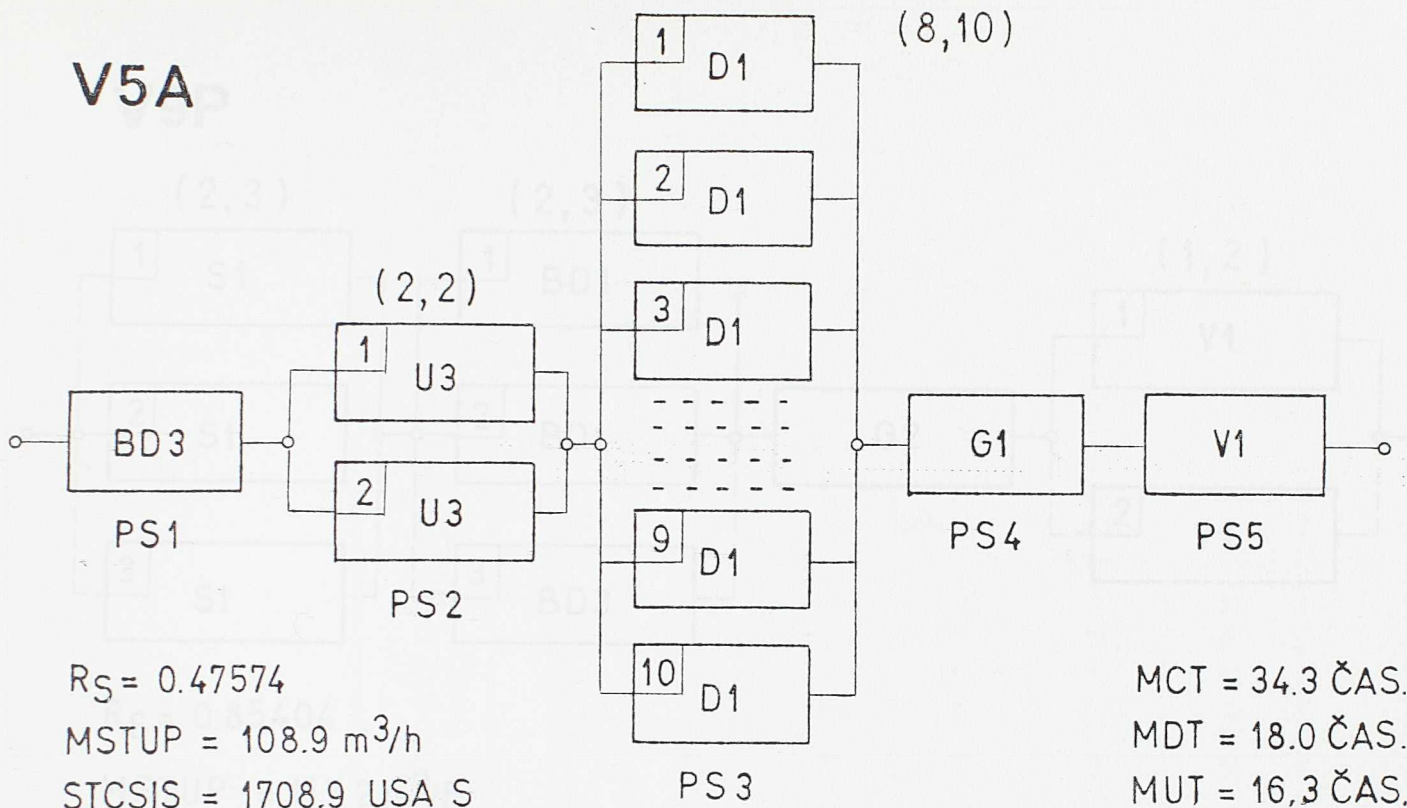 V5A
(8,10)
1 D1
2 D1
(2,2)
3 D1
1 U3
BD3
G1
V1
2 U3
PS1
PS4
PS5
9 D1
PS2
10 D1
RS = 0.47574
MCT = 34.3 ČAS.
MSTUP = 108.9 m³/h
MDT = 18.0 ČAS.
STCSIS = 1708,9 USA S
PS3
MUT = 16,3 ČAS.